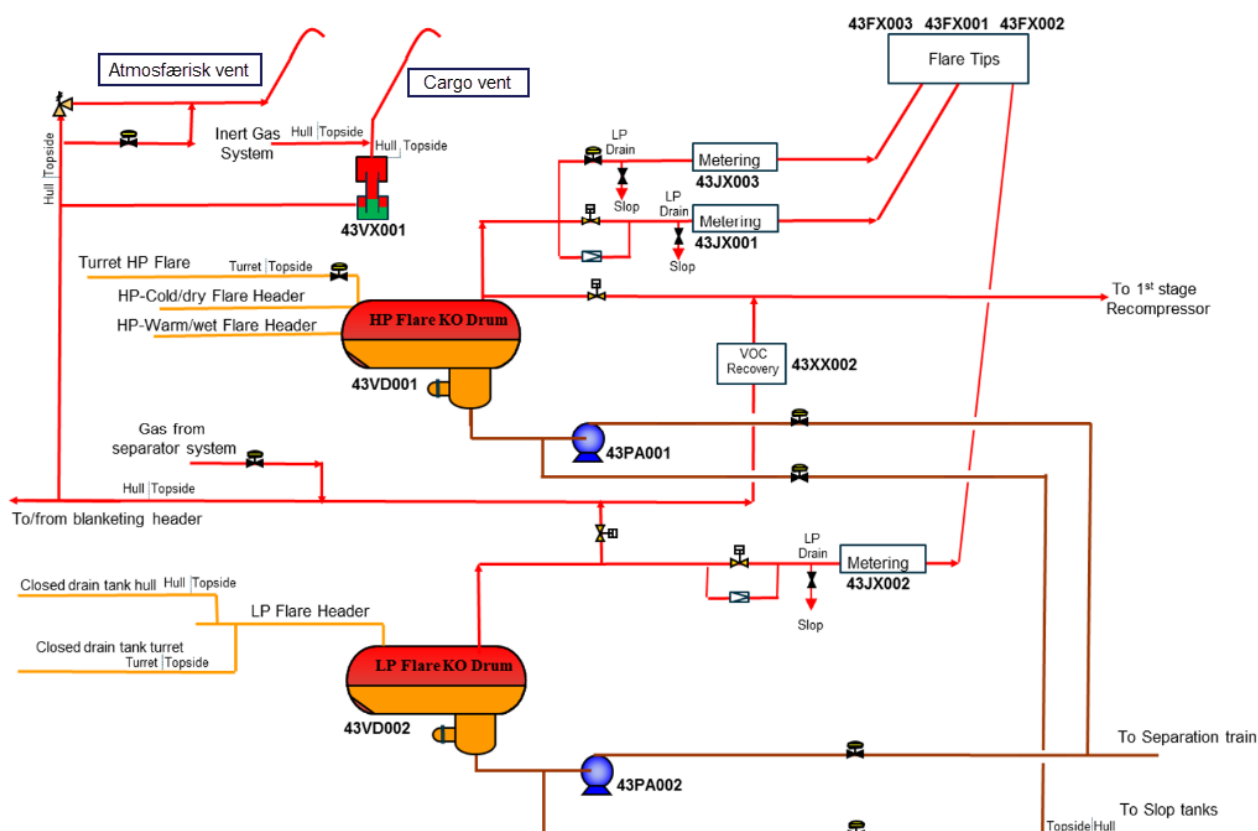 43FX003 43FX001 43FX002
Flare Tips
Atmosfærisk vent
Cargo vent
Inert Gas
System
Hull Topside
Hull Topside
Hull Topside
43VX001
LP
Drain
Metering
43JX003
Slop
LP
Drain
Metering
43JX001
Slop
Turret HP Flare
Turret Topside
HP-Cold/dry Flare Header
HP-Warm/wet Flare Header
HP Flare KO Drum
43VD001
To 1st stage
Recompressor
VOC
Recovery
43XX002
Gas from
separator system
43PA001
Hull Topside
To/from blanketing header
LP
Drain
Metering
43JX002
Slop
Closed drain tank hull
Hull Topside
LP Flare Header
Closed drain tank turret
Turret Topside
LP Flare KO Drum
43VD002
43PA002
To Separation train
To Slop tanks
Topside Hull